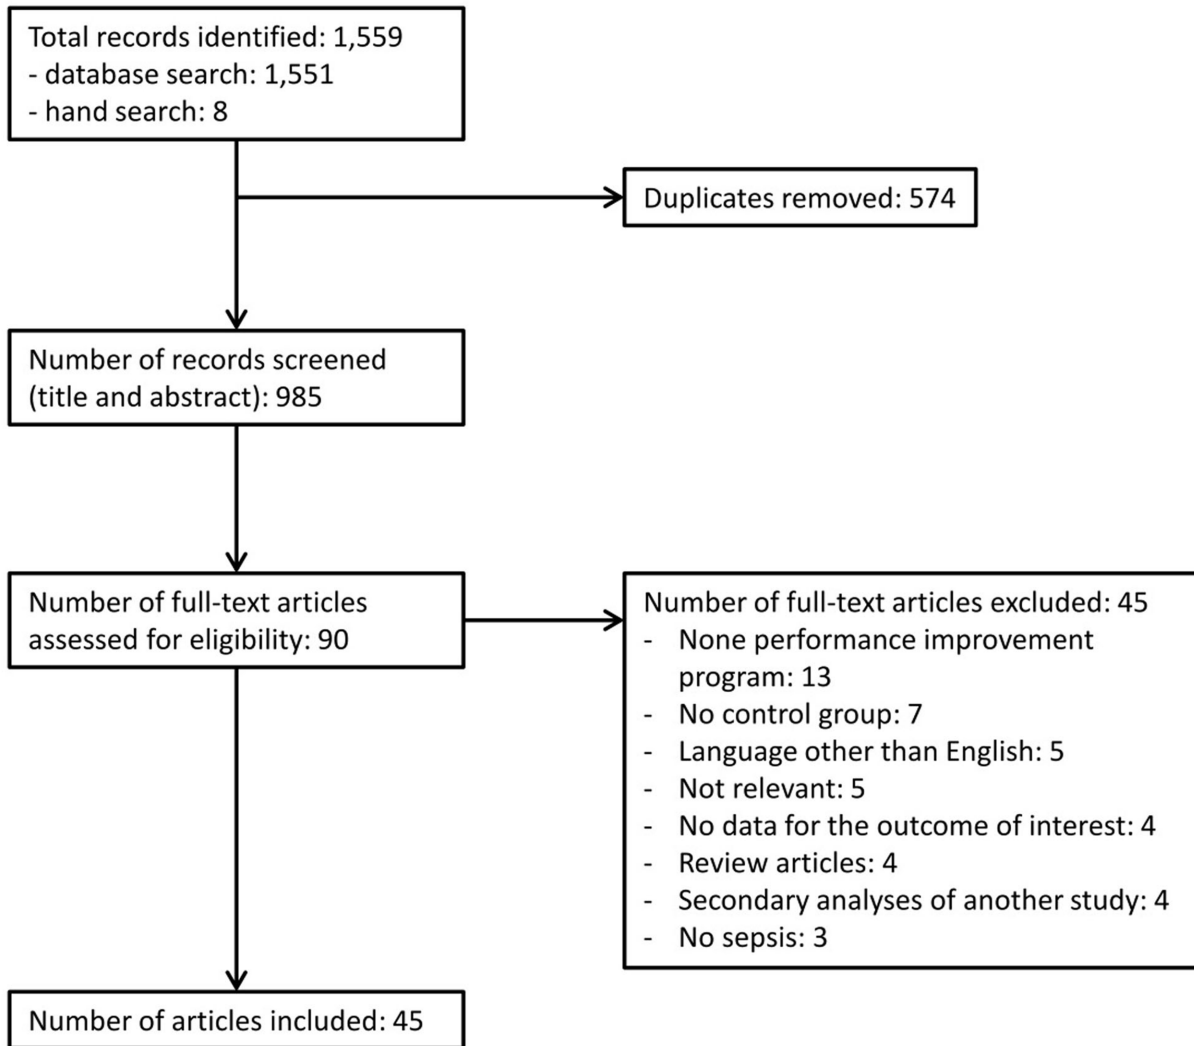 Total records identified: 1,559
- database search: 1,551
- hand search: 8
Duplicates removed: 574
Number of records screened
(title and abstract): 985
Number of full-text articles
assessed for eligibility: 90
Number of full-text articles excluded: 45
- None performance improvement
program: 13
- No control group: 7
- Language other than English: 5
- Not relevant: 5
- No data for the outcome of interest: 4
- Review articles: 4
- Secondary analyses of another study: 4
- No sepsis: 3
Number of articles included: 45